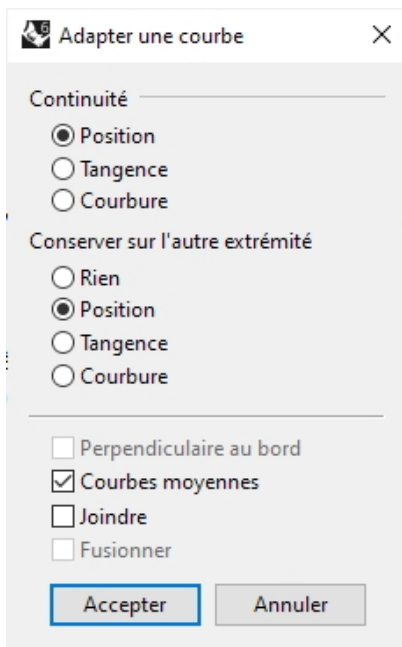 Adapter une courbe
Continuité
Position
Tangence
Courbure
Conserver sur l'autre extrémité
Rien
Position
Tangence
Courbure
Perpendiculaire au bord
Courbes moyennes
Joindre
Fusionner
Accepter Annuler